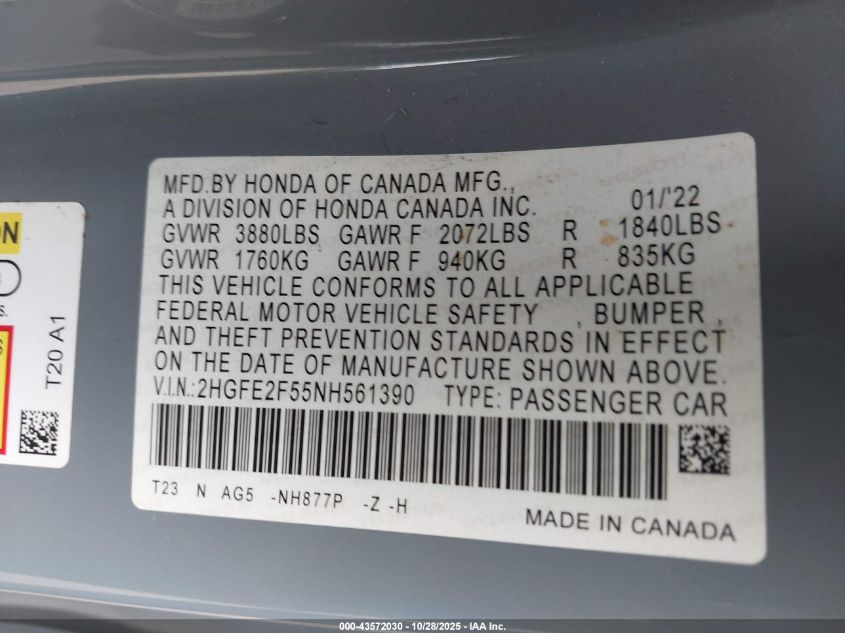 MFD.BY HONDA OF CANADA MFG.,
A DIVISION OF HONDA CANADA INC. 01/'22
GVWR 3880LBS GAWR F 2072LBS R 1840LBS
GVWR 1760KG GAWR F 940KG R 835KG
THIS VEHICLE CONFORMS TO ALL APPLICABLE
FEDERAL MOTOR VEHICLE SAFETY , BUMPER ,
AND THEFT PREVENTION STANDARDS IN EFFECT
ON THE DATE OF MANUFACTURE SHOWN ABOVE.
V.I.N.:2HGFE2F55NH561390 TYPE: PASSENGER CAR
T23 N AG5 -NH877P -Z -H
MADE IN CANADA
T20 A1
000-43572030 - 10/28/2025 - IAA Inc.